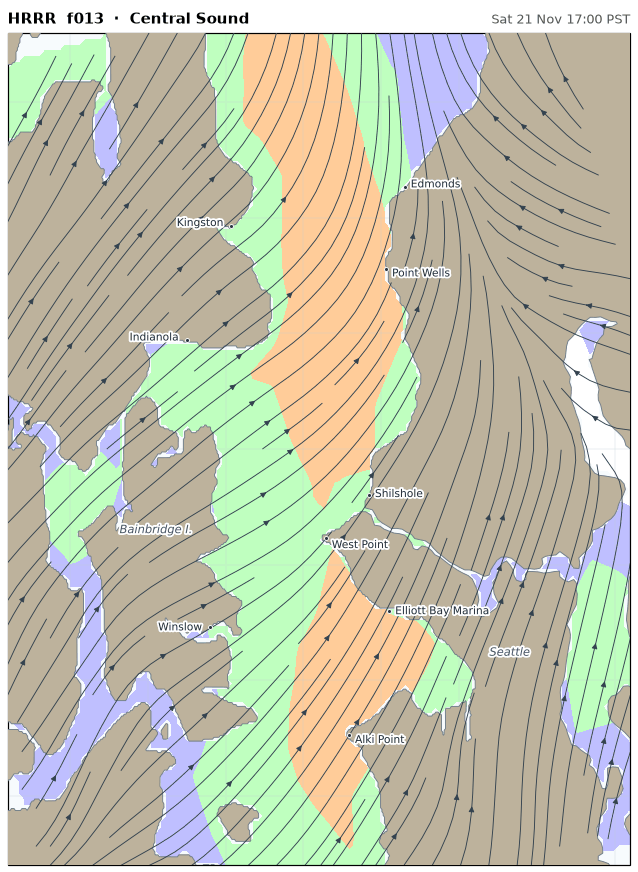 HRRR f013 · Central Sound
Sat 21 Nov 17:00 PST
Edmonds
Kingston
Point Wells
Indianola
Shilshole
Bainbridge I.
West Point
Elliott Bay Marina
Winslow
Seattle
Alki Point